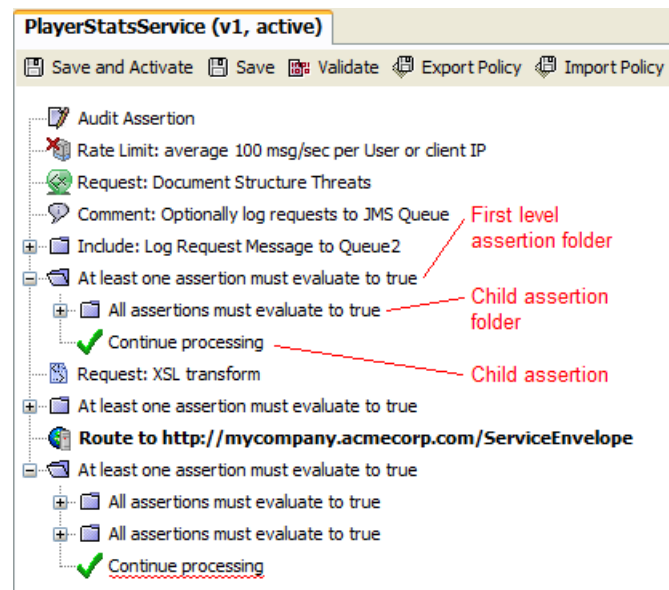 PlayerStatsService (v1, active)
Save and Activate Save Validate Export Policy Import Policy
Audit Assertion
Rate Limit: average 100 msg/sec per User or client IP
Request: Document Structure Threats
Comment: Optionally log requests to JMS Queue
First level
assertion folder
Include: Log Request Message to Queue2
At least one assertion must evaluate to true
All assertions must evaluate to true
Child assertion
folder
Continue processing
Child assertion
Request: XSL transform
At least one assertion must evaluate to true
Route to http://mycompany.acmecorp.com/ServiceEnvelope
At least one assertion must evaluate to true
All assertions must evaluate to true
All assertions must evaluate to true
Continue processing